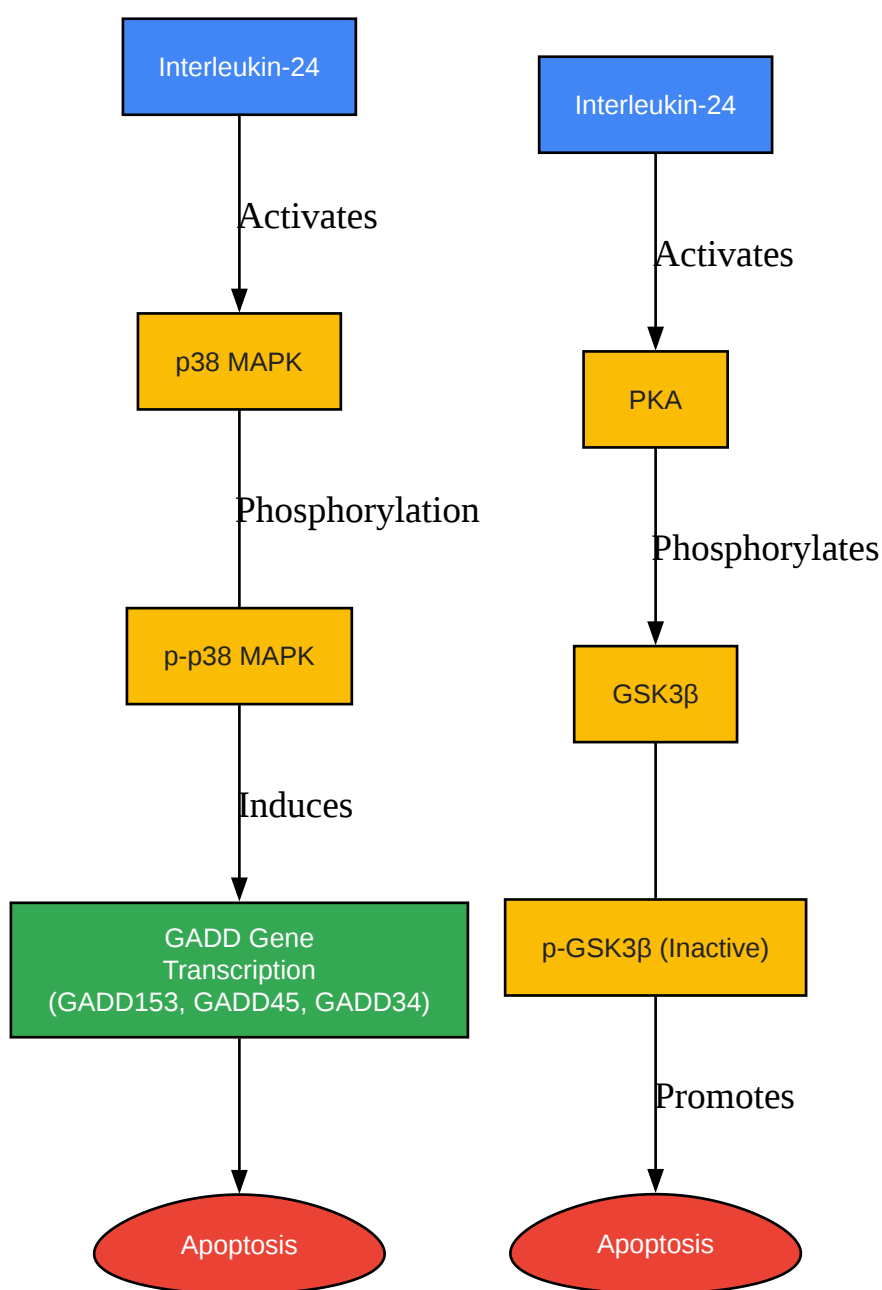 Interleukin-24
Activates
p38 MAPK
Phosphorylation
p-p38 MAPK
Induces
GADD Gene
Transcription
(GADD153, GADD45, GADD34)
Apoptosis
Interleukin-24
Activates
PKA
Phosphorylates
GSK3β
p-GSK3β (Inactive)
Promotes
Apoptosis